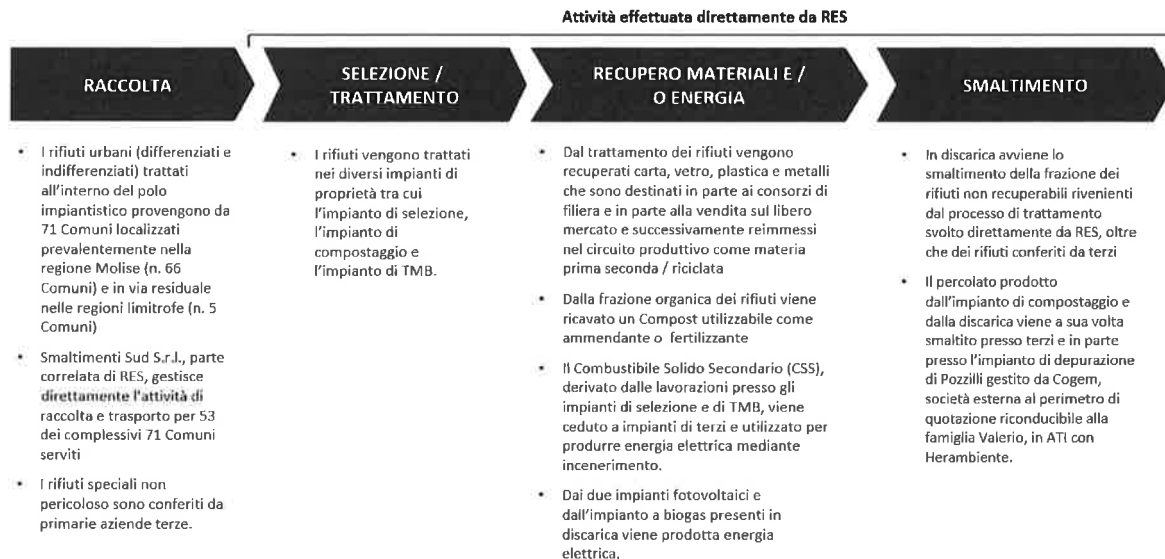 Attività effettuata direttamente da RES
RACCOLTA
SELEZIONE /
TRATTAMENTO
RECUPERO MATERIALI E /
O ENERGIA
SMALTIMENTO
• I rifiuti urbani (differenziati e
indifferenziati) trattati
all'interno del polo
impiantistico provengono da
71 Comuni localizzati
prevalentemente nella
regione Molise (n. 66
Comuni) e in via residuale
nelle regioni limitrofe (n. 5
Comuni)
• Smaltimenti Sud S.r.l., parte
correlata di RES, gestisce
direttamente l'attività di
raccolta e trasporto per 53
dei complessivi 71 Comuni
serviti
• I rifiuti speciali non
pericoloso sono conferiti da
primarie aziende terze.
• I rifiuti vengono trattati
nei diversi impianti di
proprietà tra cui
l'impianto di selezione,
l'impianto di
compostaggio e
l'impianto di TMB.
• Dal trattamento dei rifiuti vengono
recuperati carta, vetro, plastica e metalli
che sono destinati in parte ai consorzi di
filiera e in parte alla vendita sul libero
mercato e successivamente reimmessi
nel circuito produttivo come materia
prima seconda / riciclata
• Dalla frazione organica dei rifiuti viene
ricavato un Compost utilizzabile come
ammendante o fertilizzante
• Il Combustibile Solido Secondario (CSS),
derivato dalle lavorazioni presso gli
impianti di selezione e di TMB, viene
ceduto a impianti di terzi e utilizzato per
produrre energia elettrica mediante
incenerimento.
• Dai due impianti fotovoltaici e
dall'impianto a biogas presenti in
discarica viene prodotta energia
elettrica.
• In discarica avviene lo
smaltimento della frazione dei
rifiuti non recuperabili rivenienti
dal processo di trattamento
svolto direttamente da RES, oltre
che dei rifiuti conferiti da terzi
• Il percolato prodotto
dall'impianto di compostaggio e
dalla discarica viene a sua volta
smaltito presso terzi e in parte
presso l'impianto di depurazione
di Pozzilli gestito da Cogem,
società esterna al perimetro di
quotazione riconducibile alla
famiglia Valerio, in ATI con
Herambiente.